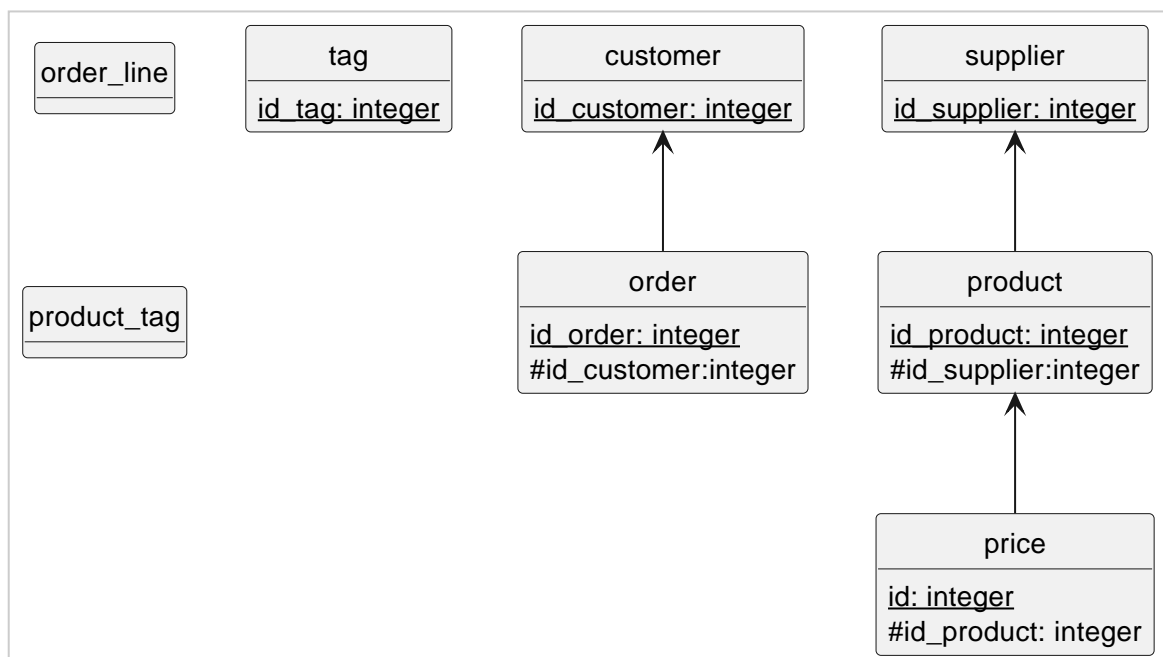 order_line
tag
id_tag: integer
customer
id_customer: integer
supplier
id_supplier: integer
product_tag
order
id_order: integer
#id_customer:integer
product
id_product: integer
#id_supplier:integer
price
id: integer
#id_product: integer